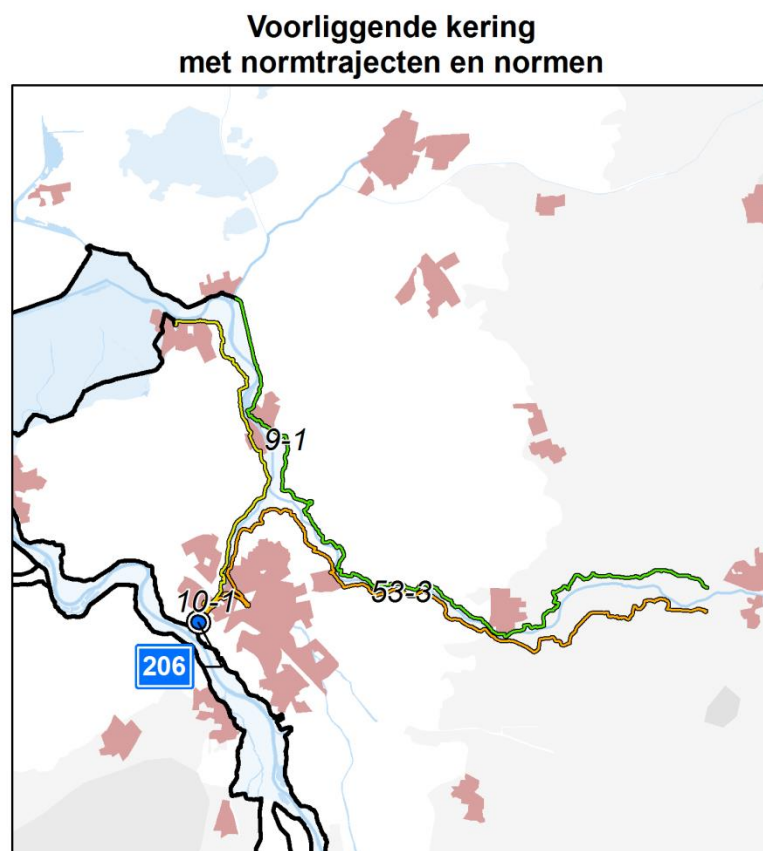 Voorliggende kering
met normtrajecten en normen
9-1
53-3
10-1
206